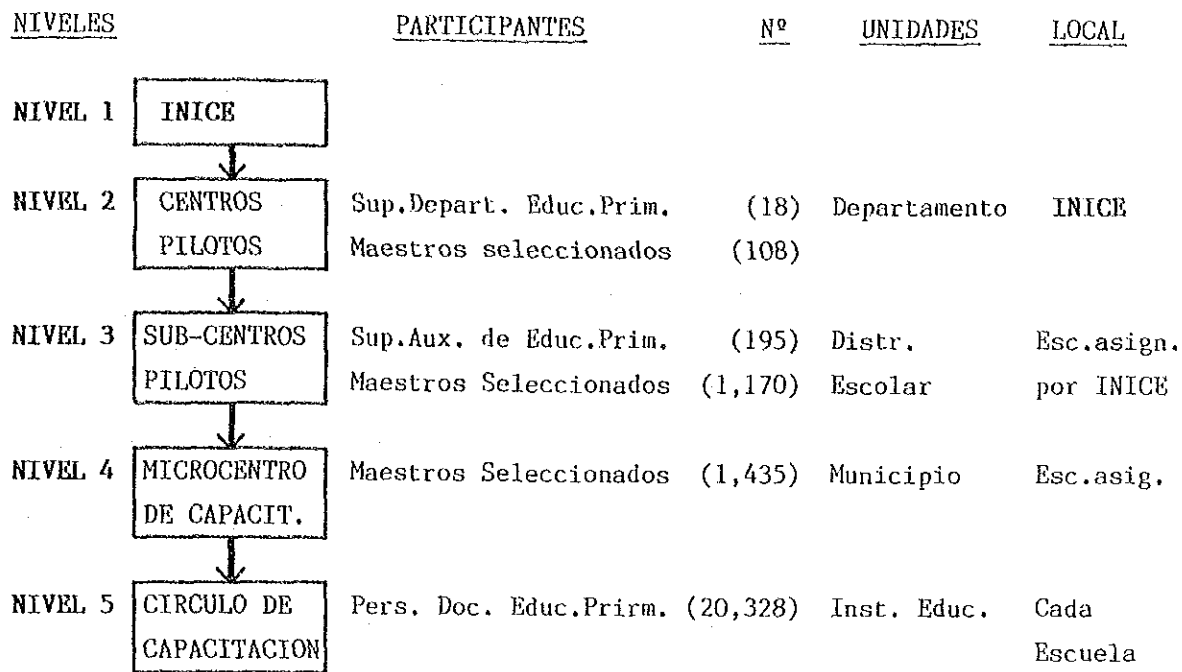 NIVELES PARTICIPANTES Nº UNIDADES LOCAL
NIVEL 1 INICE
NIVEL 2 CENTROS Sup.Depart. Educ.Prim. (18) Departamento INICE
PILOTOS Maestros seleccionados (108)
NIVEL 3 SUB-CENTROS Sup.Aux. de Educ.Prim. (195) Distr. Esc.asign.
PILOTOS Maestros Seleccionados (1,170) Escolar por INICE
NIVEL 4 MICROCENTRO Maestros Seleccionados (1,435) Municipio Esc.asig.
DE CAPACIT.
NIVEL 5 CIRCULO DE Pers. Doc. Educ.Prirm. (20,328) Inst. Educ. Cada
CAPACITACION Escuela